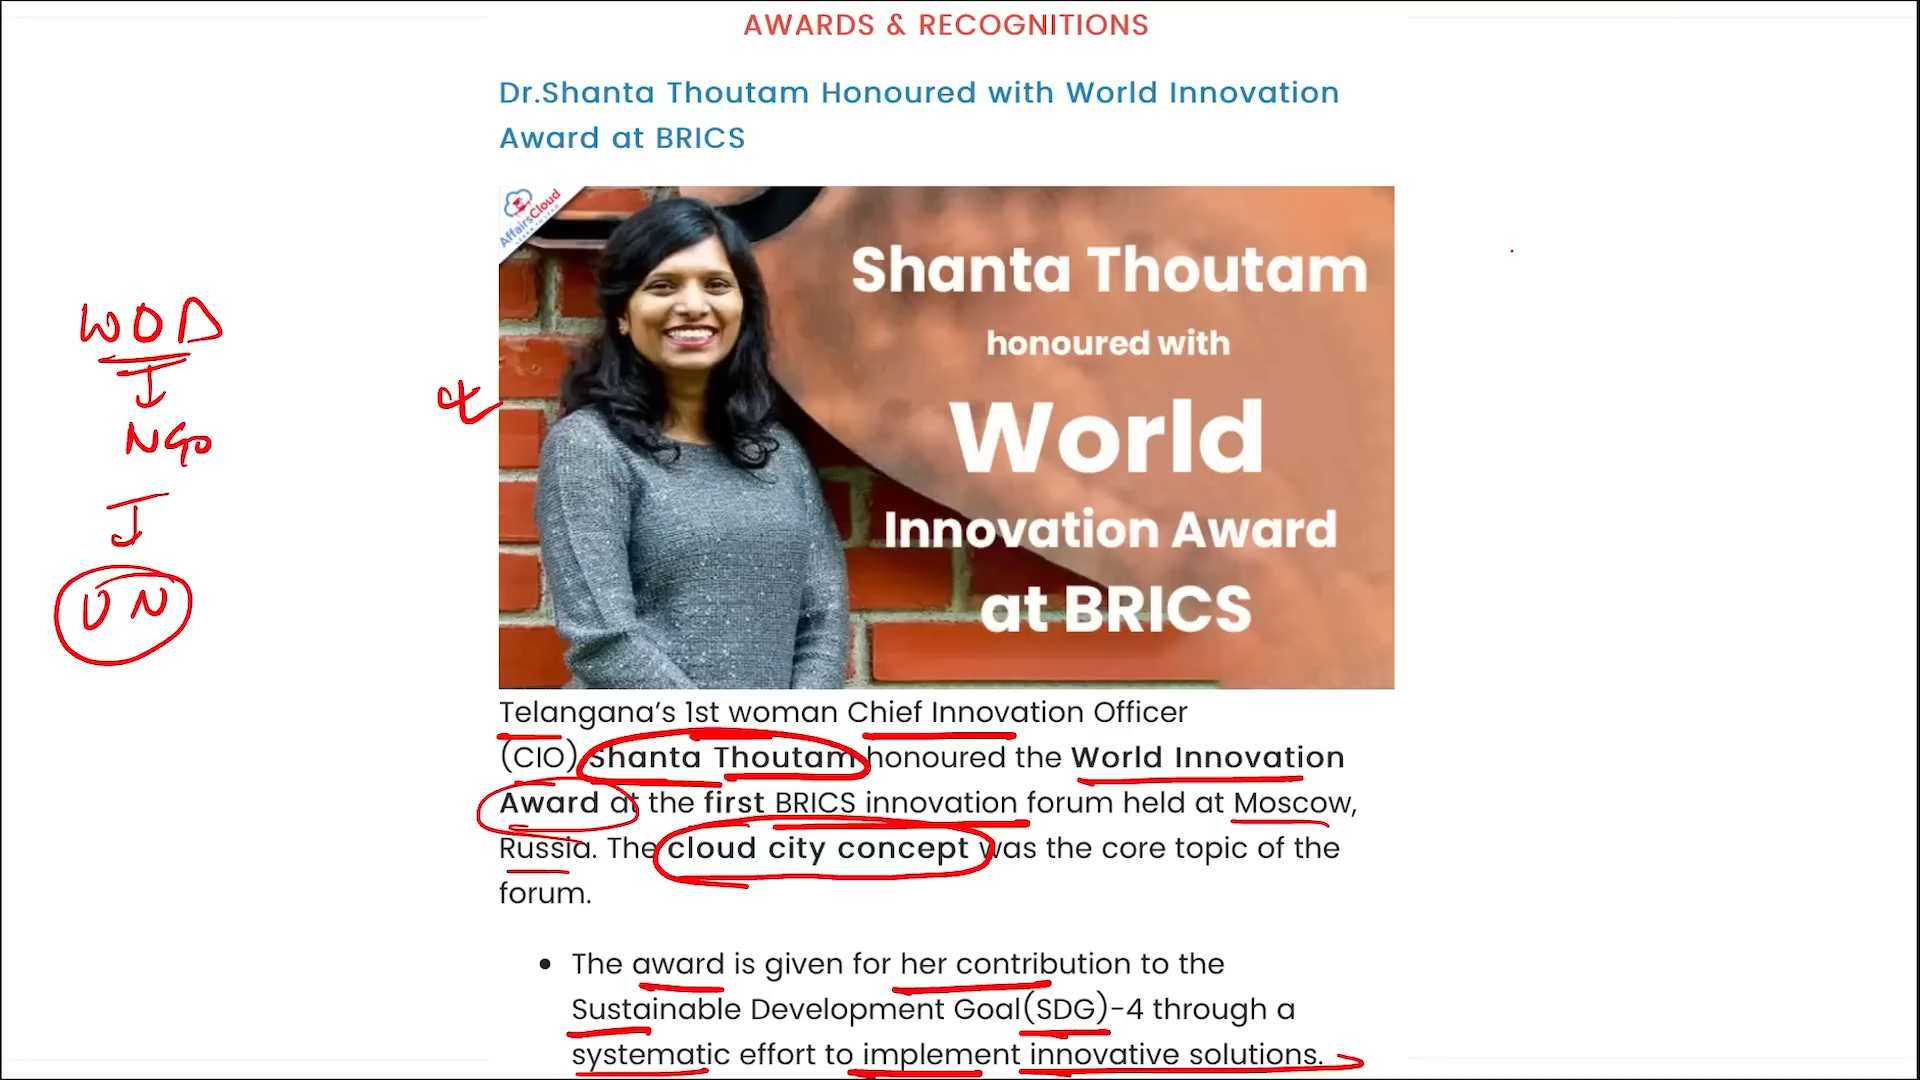 AWARDS & RECOGNITIONS
Dr.Shanta Thoutam Honoured with World Innovation
Award at BRICS
AffairsCloud
Shanta Thoutam
honoured with
World
Innovation Award
at BRICS
WOA
NGO
UN
Telangana’s 1st woman Chief Innovation Officer
(CIO) Shanta Thoutam honoured the World Innovation
Award at the first BRICS innovation forum held at Moscow,
Russia. The cloud city concept was the core topic of the
forum.
• The award is given for her contribution to the
Sustainable Development Goal(SDG)-4 through a
systematic effort to implement innovative solutions.